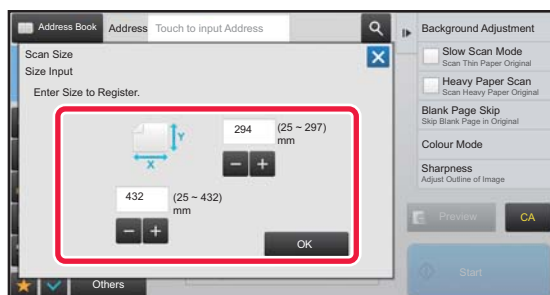 Address Book Address Touch to input Address
Scan Size
Size Input
Enter Size to Register.
Y
X
294 (25 ~ 297)
mm
432 (25 ~ 432)
mm
OK
Others
Background Adjustment
Slow Scan Mode
Scan Thin Paper Original
Heavy Paper Scan
Scan Heavy Paper Original
Blank Page Skip
Skip Blank Page in Original
Colour Mode
Sharpness
Adjust Outline of Image
Preview CA
Start